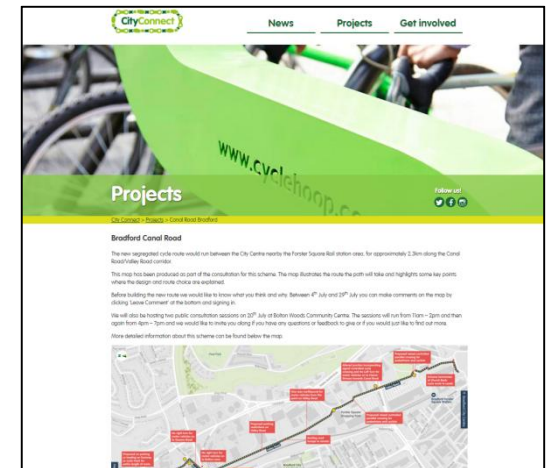 CityConnect
News Projects Get involved
www.cyclehoop.co
Projects
Follow us!
City Connect > Projects > Canal Road Bradford
Bradford Canal Road
The new segregated cycle route would run between the City Centre nearby the Forster Square Rail station area, for approximately 2.3km along the Canal
Road/Valley Road corridor.
This map has been produced as part of the consultation for this scheme. The map illustrates the route the path will take and highlights some key points
where the design and route choice are explained.
Before building the new route we would like to know what you think and why. Between 4th July and 29th July you can make comments on the map by
clicking 'Leave Comment' at the bottom and signing in.
We will also be hosting two public consultation sessions on 20th July at Bolton Woods Community Centre. The sessions will run from 11am – 2pm and then
again from 4pm – 7pm and we would like to invite you along if you have any questions or feedback to give or if you would just like to find out more.
More detailed information about this scheme can be found below the map.